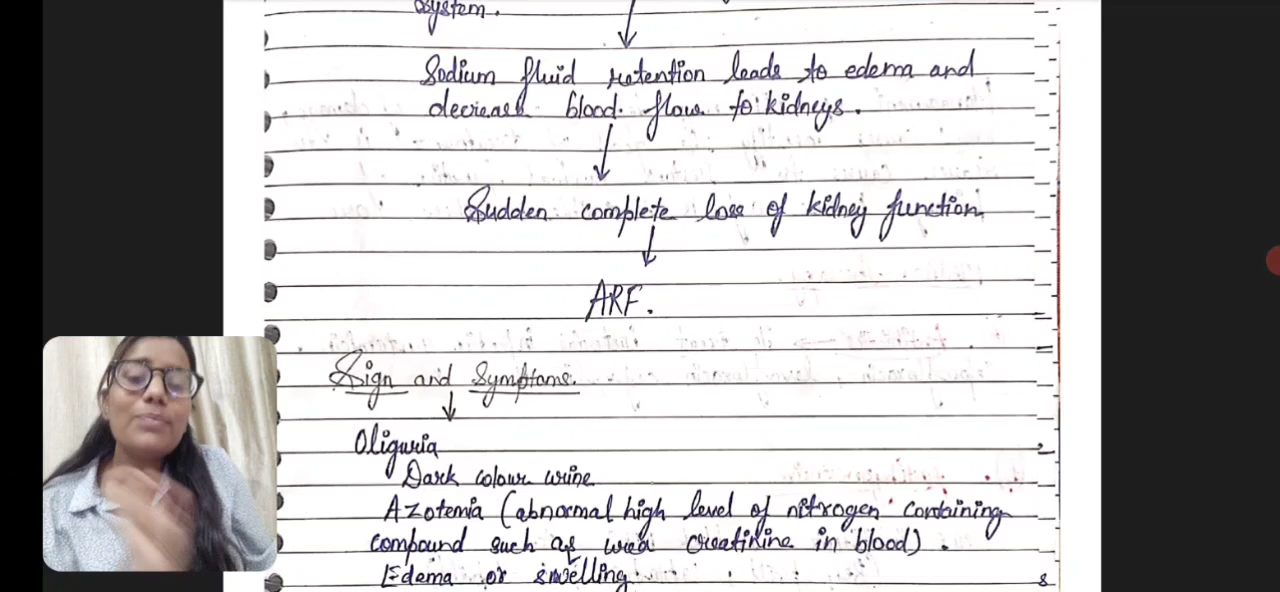 system.
Sodium fluid retention leads to edema and
decrease blood flow to kidneys.
Sudden complete loss of kidney function
ARF.
Sign and Symptoms.
Oliguria
Dark colour urine
Azotemia (abnormal high level of nitrogen containing
compound such as urea creatinine in blood).
Edema or swelling